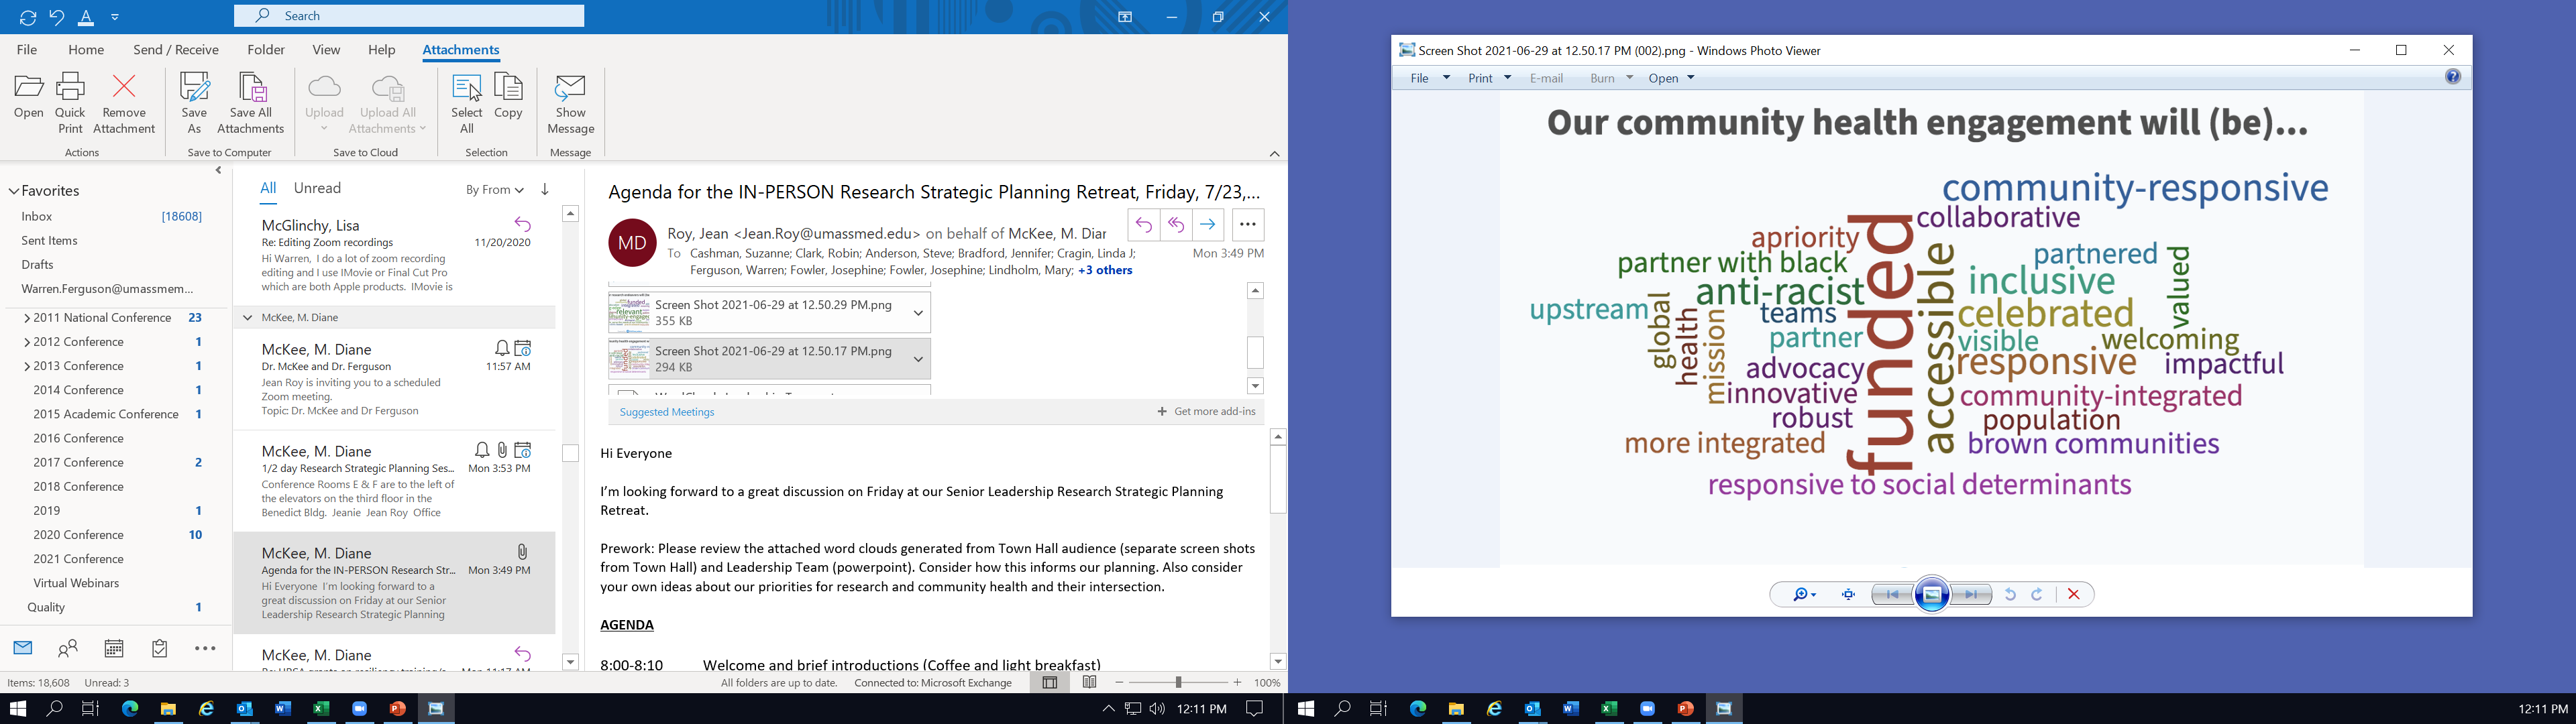 Search
File Home Send / Receive Folder View Help Attachments
Open
Quick Print
Remove Attachment
Save As
Save All Attachments
Upload
Upload All Attachments
Select All
Copy
Show Message
Actions
Save to Computer
Save to Cloud
Selection
Message
Favorites
Inbox [18608]
Sent Items
Drafts
Warren.Ferguson@umassmem...
2011 National Conference 23
2012 Conference 1
2013 Conference 1
2014 Conference 1
2015 Academic Conference 1
2016 Conference
2017 Conference 2
2018 Conference
2019 1
2020 Conference 10
2021 Conference
Virtual Webinars
Quality 1
All Unread By From
McGlinchy, Lisa
Re: Editing Zoom recordings 11/20/2020
Hi Warren, I do a lot of zoom recording
editing and I use IMovie or Final Cut Pro
which are both Apple products. IMovie is
McKee, M. Diane
McKee, M. Diane
Dr. McKee and Dr. Ferguson 11:57 AM
Jean Roy is inviting you to a scheduled
Zoom meeting.
Topic: Dr. McKee and Dr Ferguson
McKee, M. Diane
1/2 day Research Strategic Planning Ses... Mon 3:53 PM
Conference Rooms E & F are to the left of
the elevators on the third floor in the
Benedict Bldg. Jeanie Jean Roy Office
McKee, M. Diane
Agenda for the IN-PERSON Research Str... Mon 3:49 PM
Hi Everyone I'm looking forward to a
great discussion on Friday at our Senior
Leadership Research Strategic Planning
McKee, M. Diane
Agenda for the IN-PERSON Research Strategic Planning Retreat, Friday, 7/23,...
MD
Roy, Jean <Jean.Roy@umassmed.edu> on behalf of McKee, M. Diar
To Cashman, Suzanne; Clark, Robin; Anderson, Steve; Bradford, Jennifer; Cragin, Linda J; Mon 3:49 PM
Ferguson, Warren; Fowler, Josephine; Fowler, Josephine; Lindholm, Mary; +3 others
Screen Shot 2021-06-29 at 12.50.29 PM.png
355 KB
Screen Shot 2021-06-29 at 12.50.17 PM.png
294 KB
Suggested Meetings + Get more add-ins
Hi Everyone
I'm looking forward to a great discussion on Friday at our Senior Leadership Research Strategic Planning
Retreat.
Prework: Please review the attached word clouds generated from Town Hall audience (separate screen shots
from Town Hall) and Leadership Team (powerpoint). Consider how this informs our planning. Also consider
your own ideas about our priorities for research and community health and their intersection.
AGENDA
8:00-8:10 Welcome and brief introductions (Coffee and light breakfast)
Items: 18,608 Unread: 3 All folders are up to date. Connected to: Microsoft Exchange 100%
12:11 PM
Screen Shot 2021-06-29 at 12.50.17 PM (002).png - Windows Photo Viewer
File Print E-mail Burn Open
Our community health engagement will (be)...
community-responsive
collaborative
apriority
funded
accessible
partnered
valued
partner with black
inclusive
anti-racist
upstream
global
health
mission
teams
celebrated
partner
visible
welcoming
advocacy
responsive
impactful
innovative
community-integrated
robust
population
more integrated
brown communities
responsive to social determinants
12:11 PM